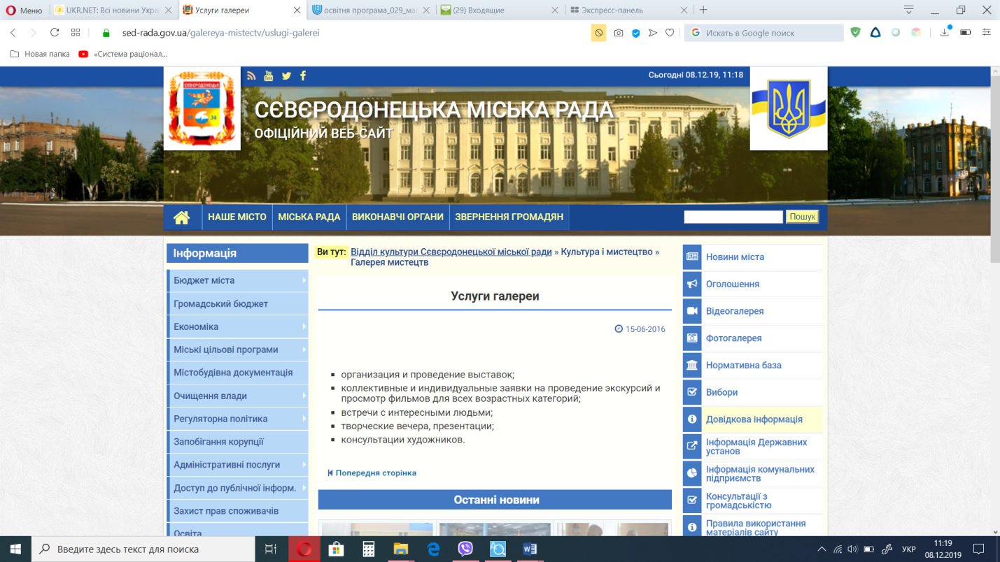 Меню
UKR.NET: Всі новини Укра
Услуги галереи
освітня програма_029_ма
(29) Входящие
Экспресс-панель
sed-rada.gov.ua/galereya-mistectv/uslugi-galerei
Искать в Google поиск
Новая папка
«Система раціонал...
Сьогодні 08.12.19, 11:18
СЄВЄРОДОНЕЦЬК
19 34
СЄВЄРОДОНЕЦЬКА МІСЬКА РАДА
ОФІЦІЙНИЙ ВЕБ-САЙТ
НАШЕ МІСТО
МІСЬКА РАДА
ВИКОНАВЧІ ОРГАНИ
ЗВЕРНЕННЯ ГРОМАДЯН
Пошук
Інформація
Бюджет міста
Громадський бюджет
Економіка
Міські цільові програми
Містобудівна документація
Очищення влади
Регуляторна політика
Запобігання корупції
Адміністративні послуги
Доступ до публічної інформ.
Захист прав споживачів
Освіта
Ви тут: Відділ культури Сєвєродонецької міської ради » Культура і мистецтво »
Галерея мистецтв
Услуги галереи
15-06-2016
организация и проведение выставок;
коллективные и индивидуальные заявки на проведение экскурсий и
просмотр фильмов для всех возрастных категорий;
встречи с интересными людьми;
творческие вечера, презентации;
консультации художников.
Попередня сторінка
Останні новини
Новини міста
Оголошення
Відеогалерея
Фотогалерея
Нормативна база
Вибори
Довідкова інформація
Інформація Державних
установ
Інформація комунальних
підприємств
Консультації з
громадськістю
Правила використання
матеріалів сайту
Введите здесь текст для поиска
УКР
11:19
08.12.2019